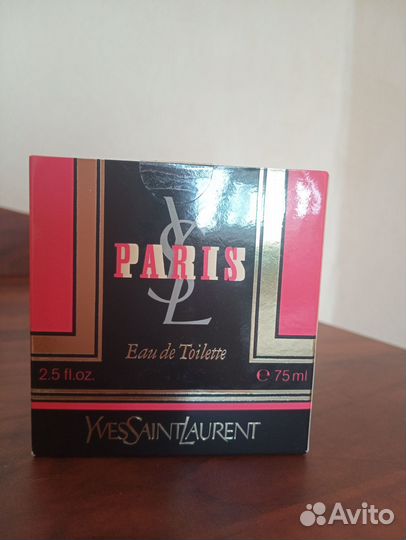 YSL
PARIS
Eau de Toilette
2.5 fl.oz. ℮ 75 ml
YVESSAINTLAURENT
Avito